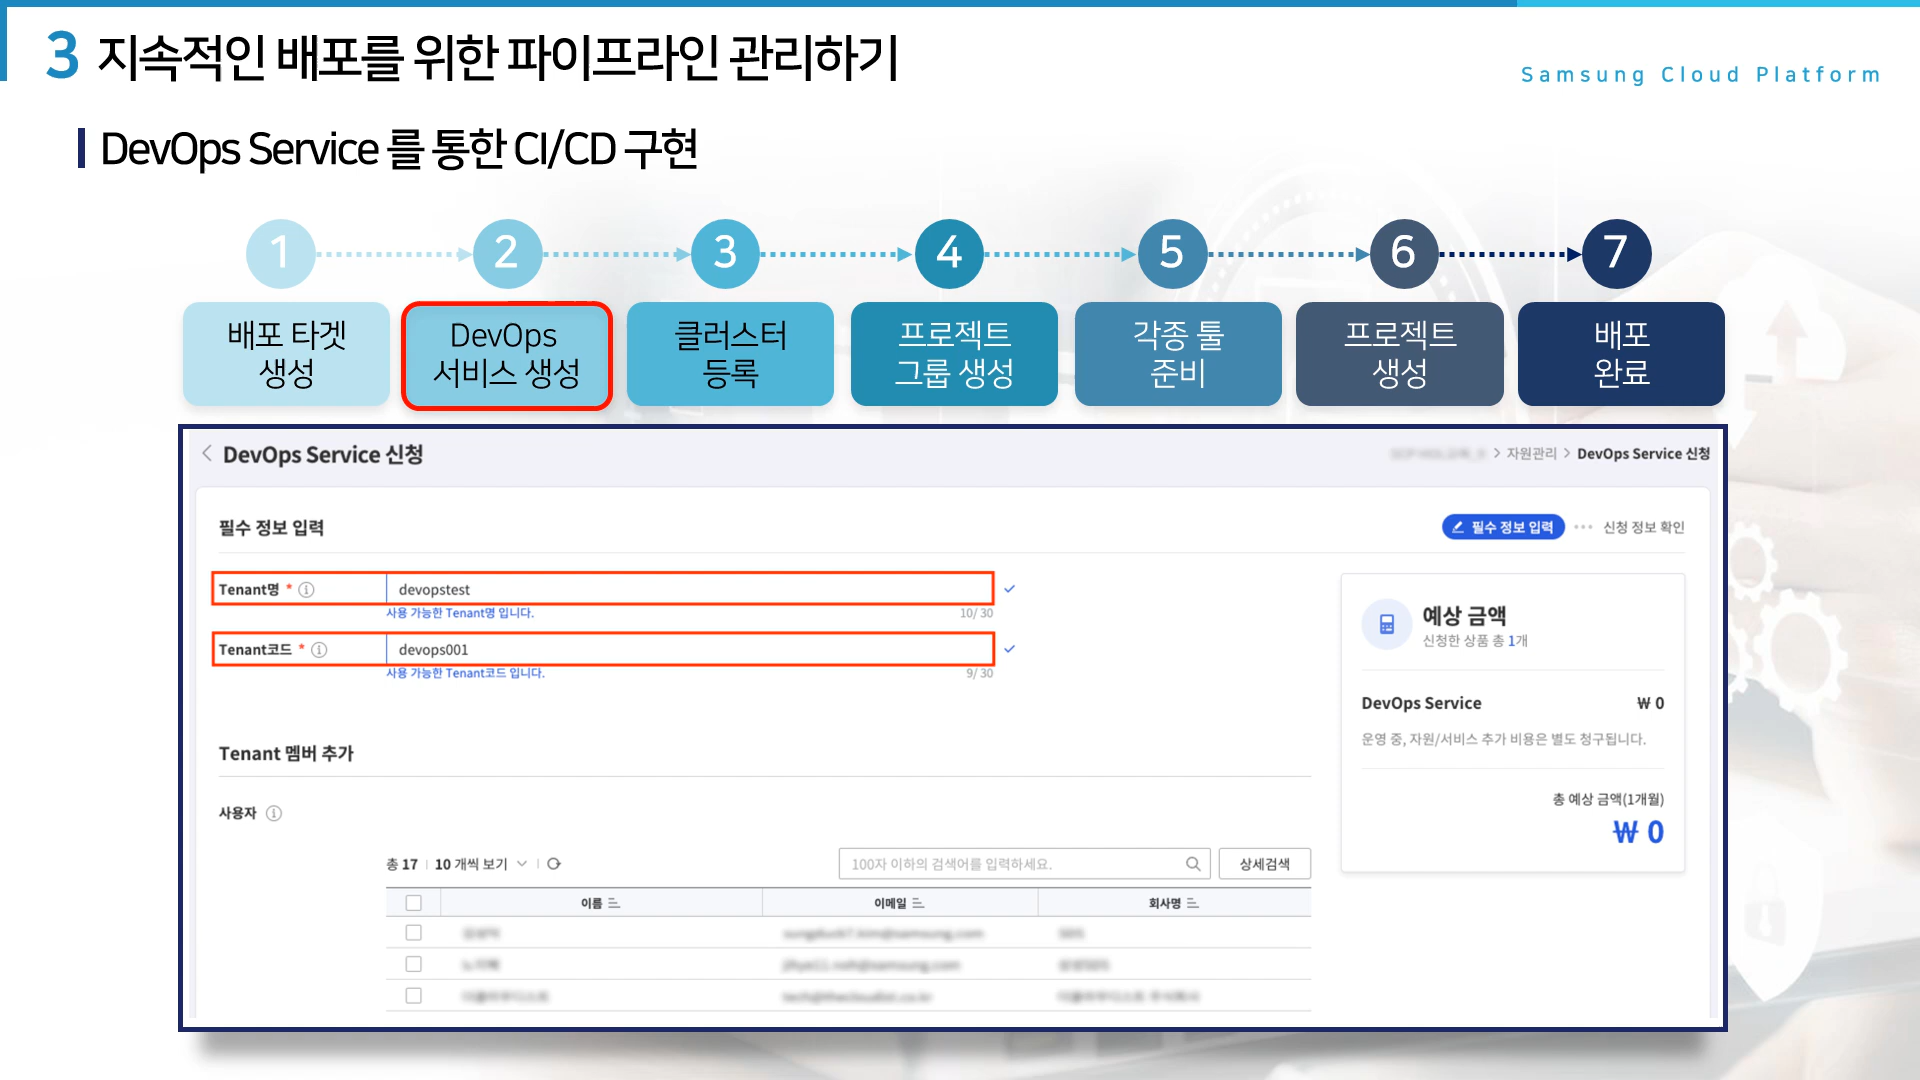 3 지속적인 배포를 위한 파이프라인 관리하기
Samsung Cloud Platform
DevOps Service 를 통한 CI/CD 구현
1
2
3
4
5
6
7
배포 타겟
생성
DevOps
서비스 생성
클러스터
등록
프로젝트
그룹 생성
각종 툴
준비
프로젝트
생성
배포
완료
DevOps Service 신청
자원관리 > DevOps Service 신청
필수 정보 입력
필수 정보 입력 ••• 신청 정보 확인
Tenant명 * devopstest
사용 가능한 Tenant명 입니다. 10/ 30
Tenant코드 * devops001
사용 가능한 Tenant코드 입니다. 9/ 30
예상 금액
신청한 상품 총 1개
DevOps Service ₩ 0
운영 중, 자원/서비스 추가 비용은 별도 청구됩니다.
총 예상 금액(1개월)
₩ 0
Tenant 멤버 추가
사용자
총 17 10 개씩 보기
100자 이하의 검색어를 입력하세요.
상세검색
이름 이메일 회사명